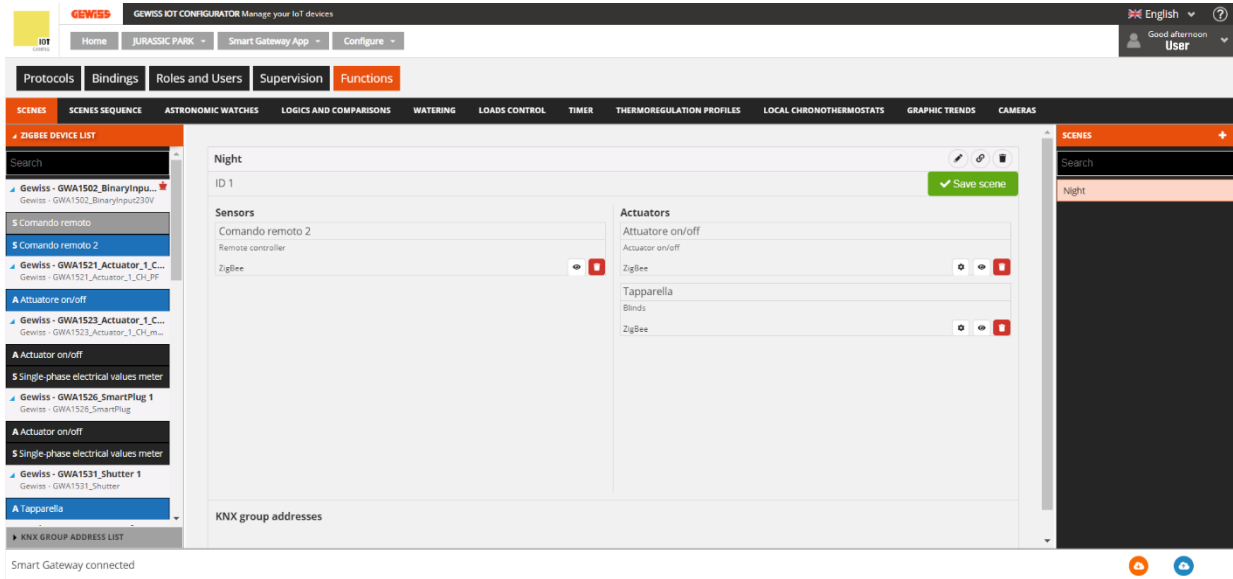 GEWISS
GEWISS IOT CONFIGURATOR Manage your IoT devices
English
?
IOT
CONFIG
Home
JURASSIC PARK
Smart Gateway App
Configure
Good afternoon
User
Protocols
Bindings
Roles and Users
Supervision
Functions
SCENES
SCENES SEQUENCE
ASTRONOMIC WATCHES
LOGICS AND COMPARISONS
WATERING
LOADS CONTROL
TIMER
THERMOREGULATION PROFILES
LOCAL CHRONOTHERMOSTATS
GRAPHIC TRENDS
CAMERAS
ZIGBEE DEVICE LIST
Search
Gewiss - GWA1502_BinaryInpu...
Gewiss - GWA1502_BinaryInput230V
S Comando remoto
S Comando remoto 2
Gewiss - GWA1521_Actuator_1_C...
Gewiss - GWA1521_Actuator_1_CH_PF
A Attuatore on/off
Gewiss - GWA1523_Actuator_1_C...
Gewiss - GWA1523_Actuator_1_CH_m...
A Actuator on/off
S Single-phase electrical values meter
Gewiss - GWA1526_SmartPlug 1
Gewiss - GWA1526_SmartPlug
A Actuator on/off
S Single-phase electrical values meter
Gewiss - GWA1531_Shutter 1
Gewiss - GWA1531_Shutter
A Tapparella
KNX GROUP ADDRESS LIST
Night
ID 1
Save scene
Sensors
Comando remoto 2
Remote controller
ZigBee
Actuators
Attuatore on/off
Actuator on/off
ZigBee
Tapparella
Blinds
ZigBee
KNX group addresses
SCENES
+
Search
Night
Smart Gateway connected